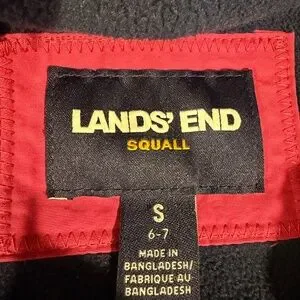 LANDS' END
SQUALL
S
6-7
MADE IN
BANGLADESH/
FABRIQUÉ AU
BANGLADESH